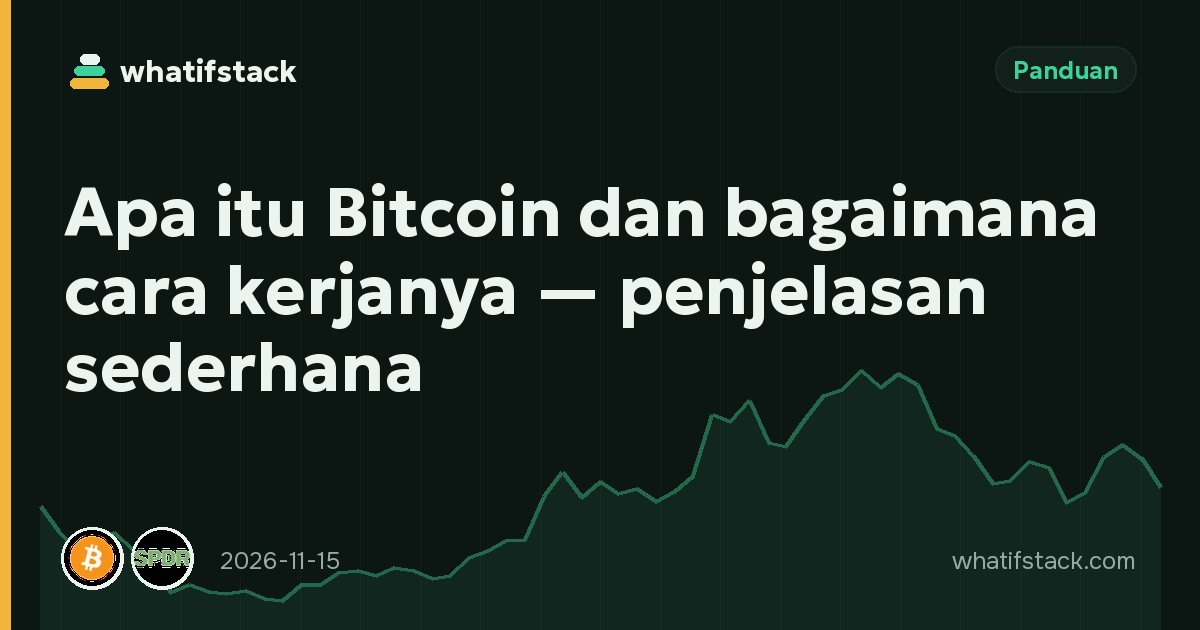 whatifstack
Panduan
Apa itu Bitcoin dan bagaimana
cara kerjanya — penjelasan
sederhana
SPDR
2026-11-15
whatifstack.com